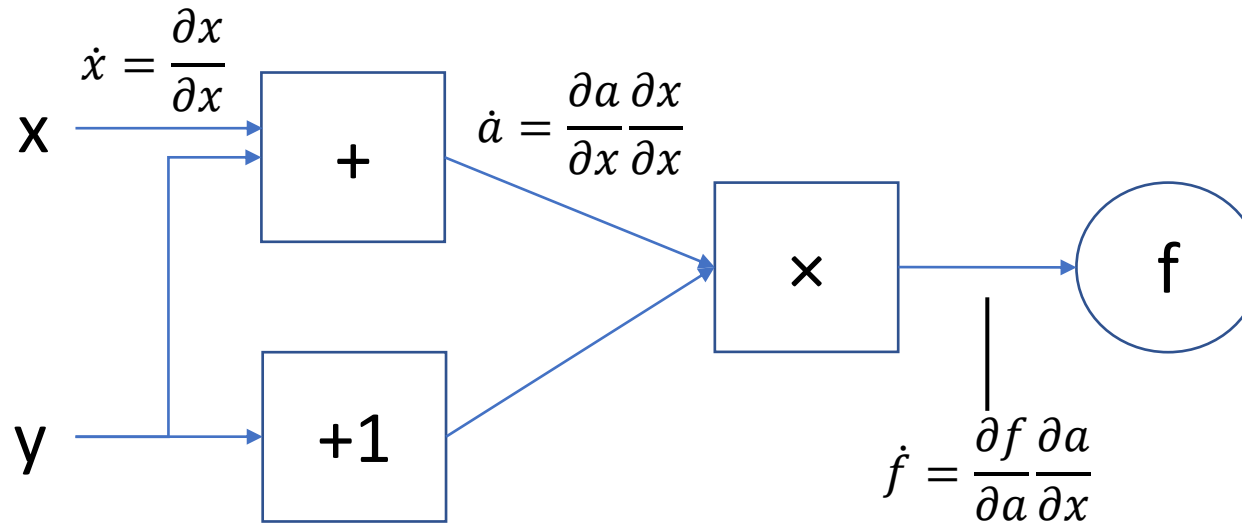 ẋ = ∂x/∂x
x
+
ȧ = ∂a/∂x ∂x/∂x
×
f
y
+1
ḟ = ∂f/∂a ∂a/∂x